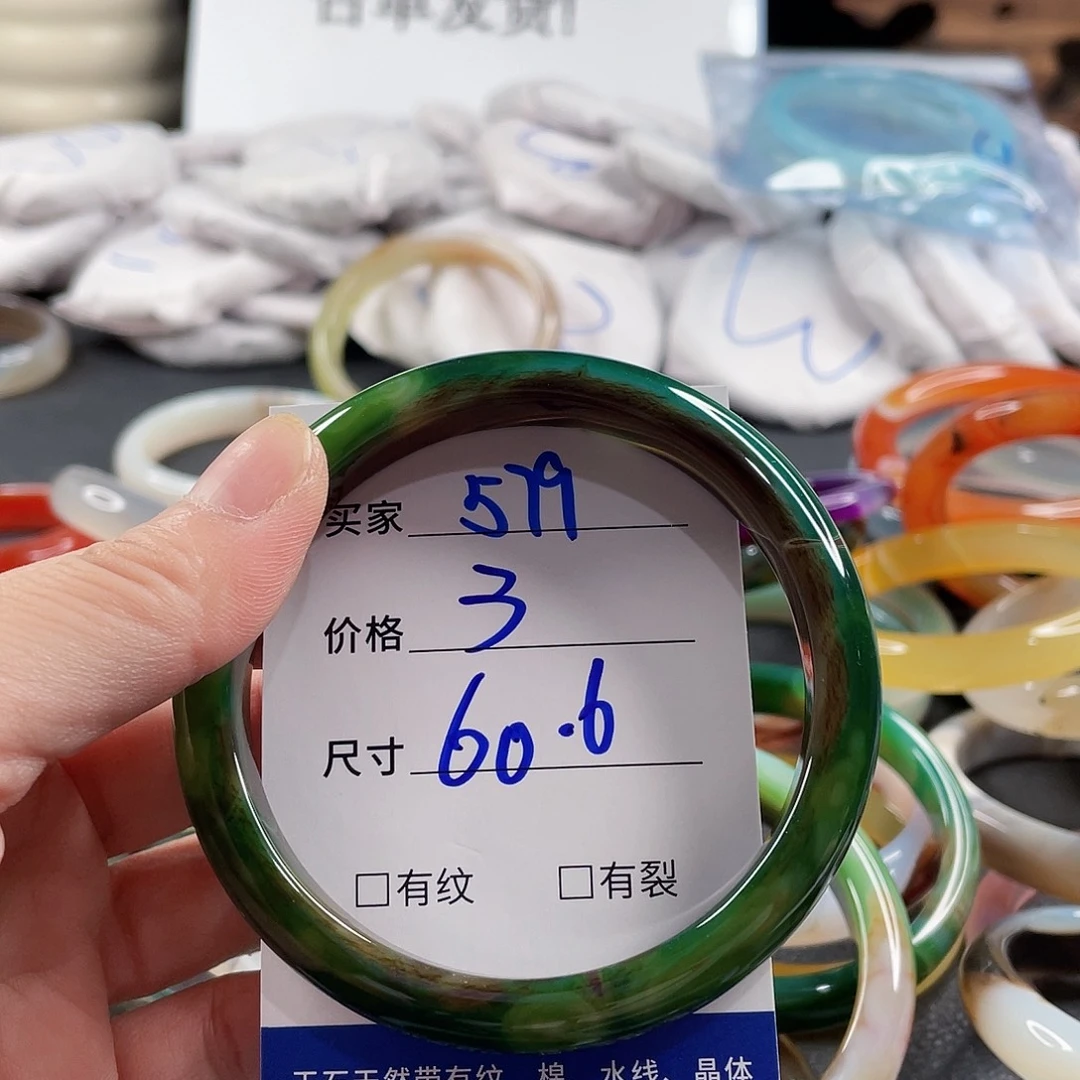 买家 579
价格 3
尺寸 60.6
□有纹 □有裂
玉石天然带有纹、棉、水线、晶体